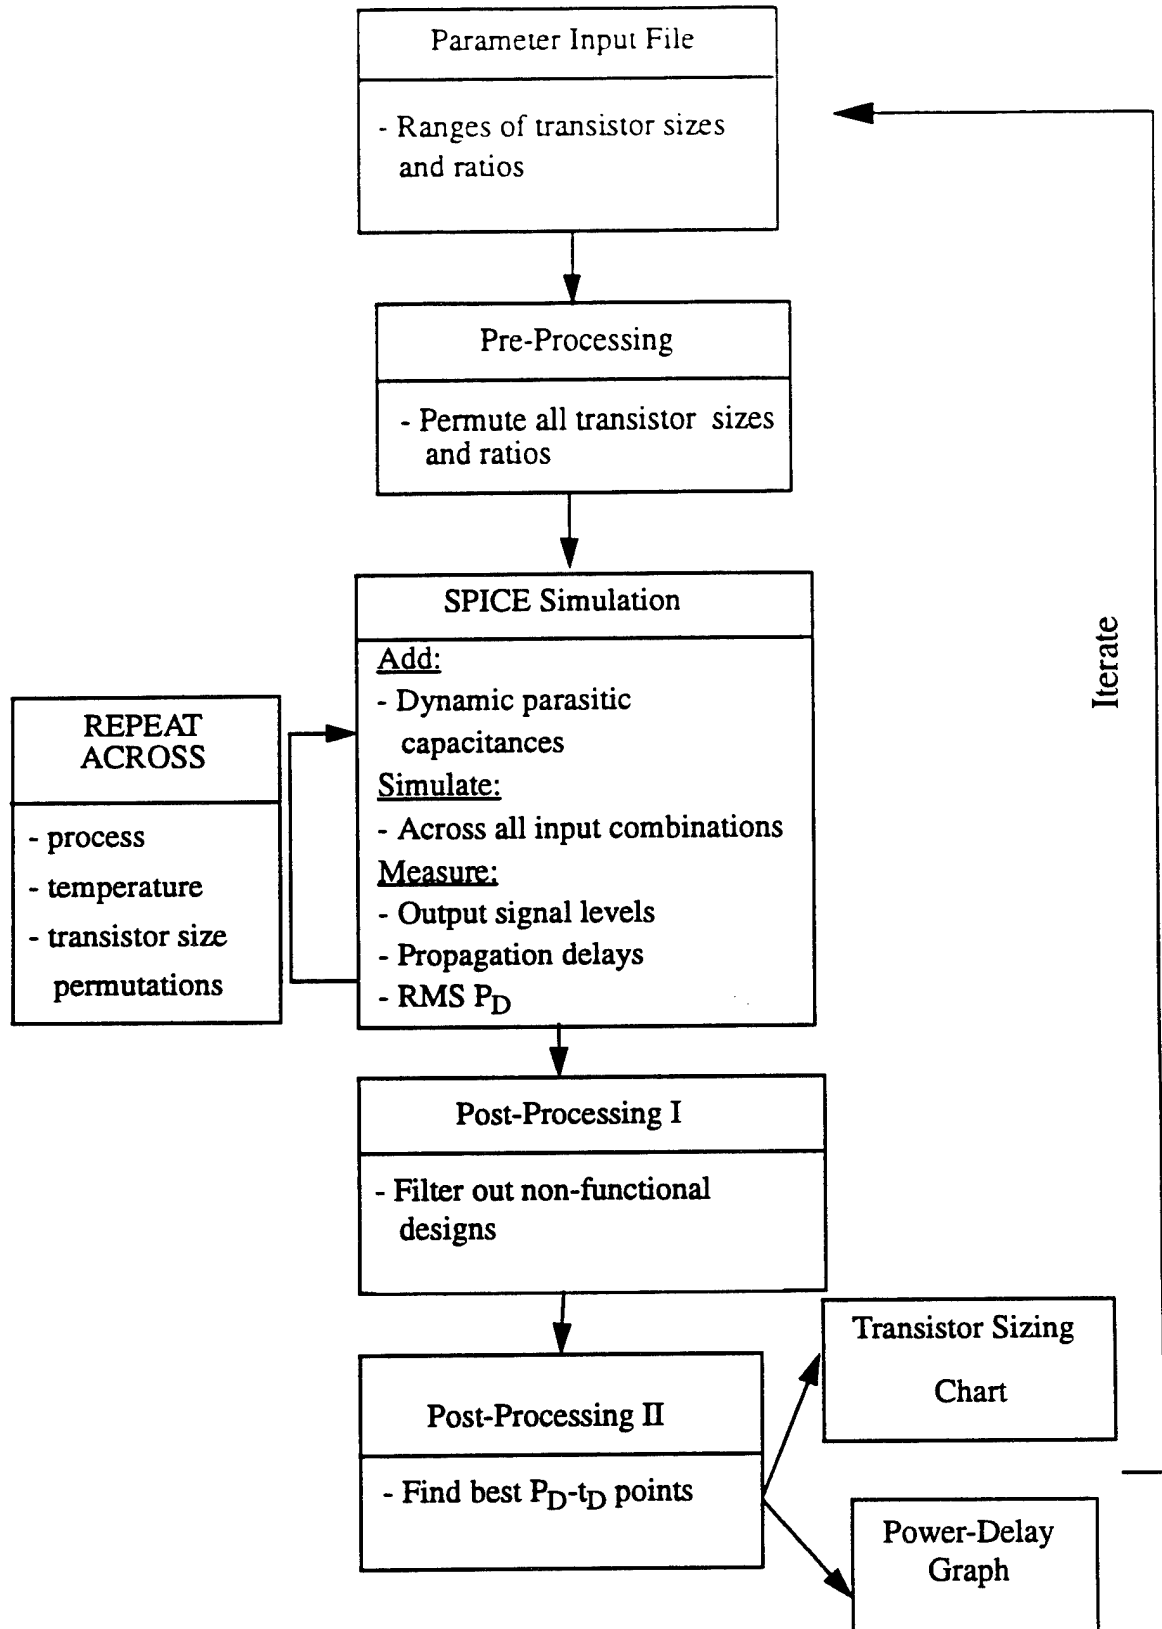 Parameter Input File
- Ranges of transistor sizes
and ratios
Pre-Processing
- Permute all transistor sizes
and ratios
SPICE Simulation
Add:
- Dynamic parasitic
capacitances
Simulate:
- Across all input combinations
Measure:
- Output signal levels
- Propagation delays
- RMS PD
REPEAT
ACROSS
- process
- temperature
- transistor size
permutations
Iterate
Post-Processing I
- Filter out non-functional
designs
Post-Processing II
- Find best PD-tD points
Transistor Sizing
Chart
Power-Delay
Graph